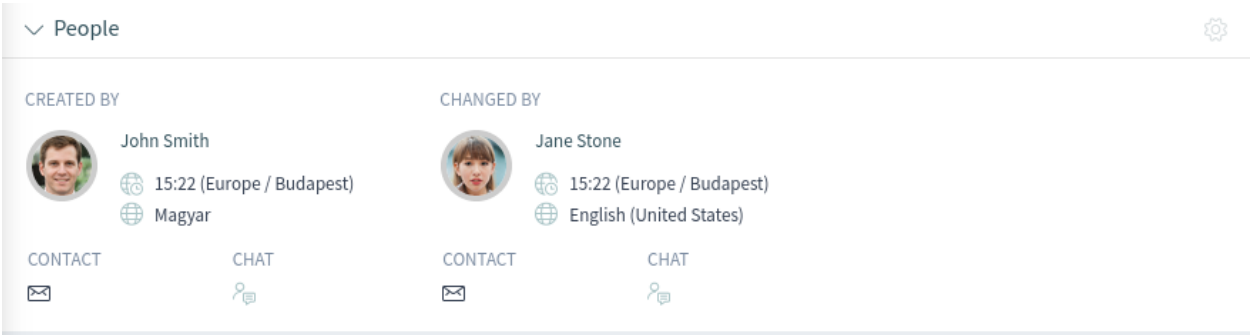 People
CREATED BY
John Smith
15:22 (Europe / Budapest)
Magyar
CONTACT
CHAT
CHANGED BY
Jane Stone
15:22 (Europe / Budapest)
English (United States)
CONTACT
CHAT